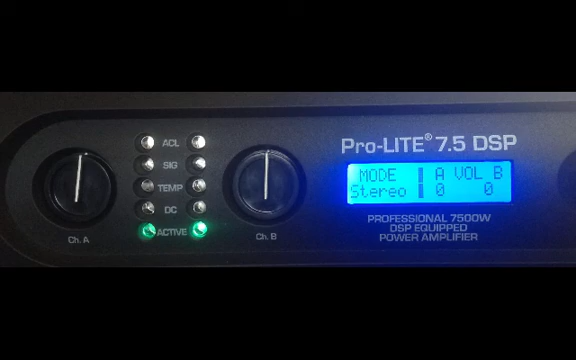 ACL
SIG
TEMP
DC
ACTIVE
Ch. A
Ch. B
Pro-LITE® 7.5 DSP
MODE A VOL B
Stereo 0 0
PROFESSIONAL 7500W
DSP EQUIPPED
POWER AMPLIFIER